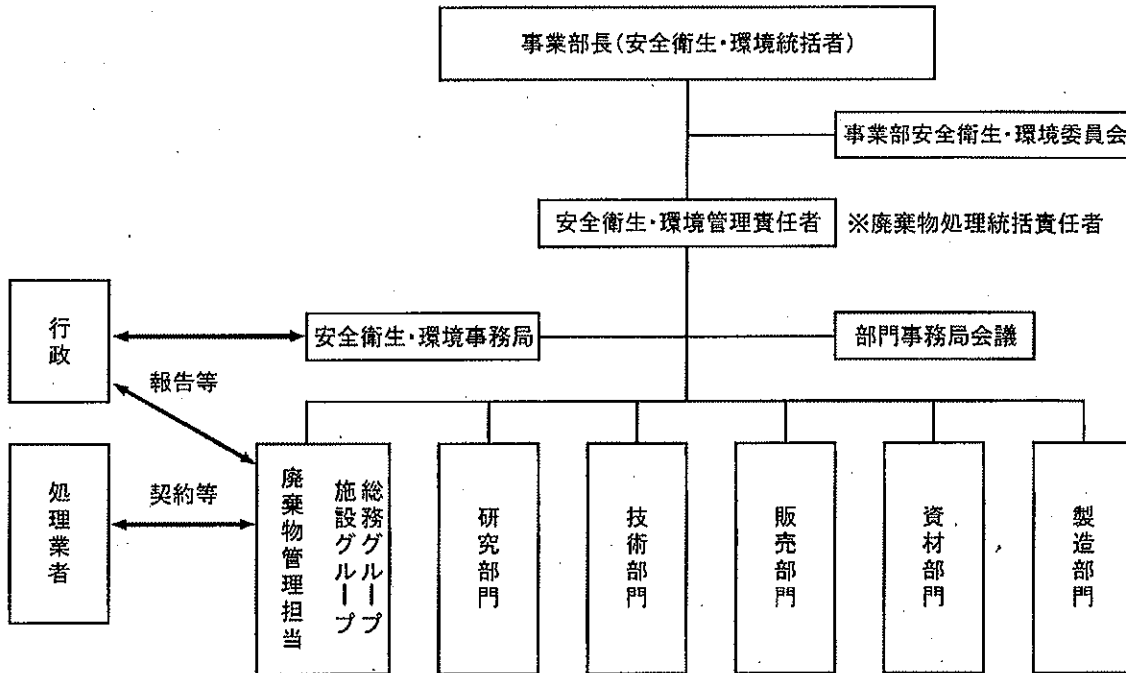 事業部長(安全衛生・環境統括者)
事業部安全衛生・環境委員会
安全衛生・環境管理責任者
※廃棄物処理統括責任者
行政
安全衛生・環境事務局
部門事務局会議
報告等
処理業者
契約等
総務グループ
施設グループ
廃棄物管理担当
研究部門
技術部門
販売部門
資材部門
製造部門